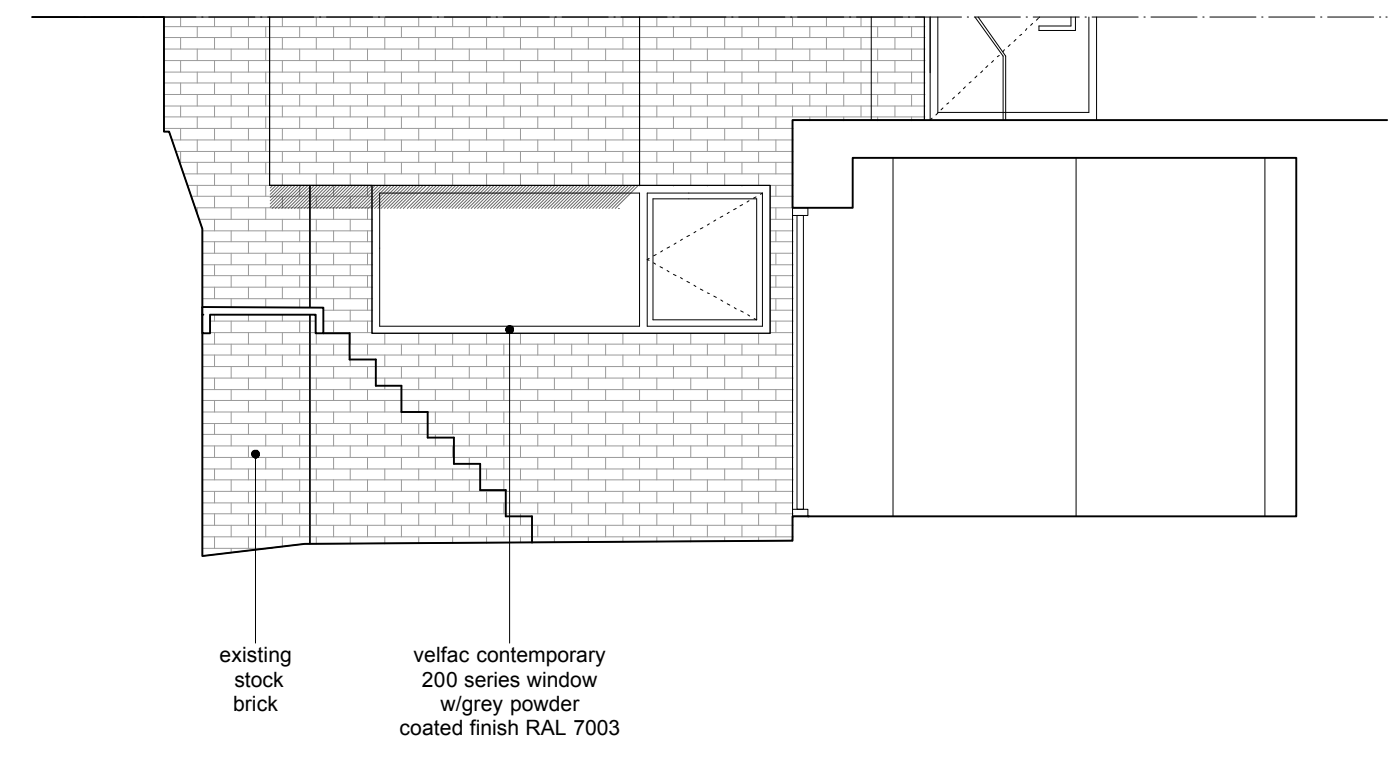 existing
stock
brick
velfac contemporary
200 series window
w/grey powder
coated finish RAL 7003